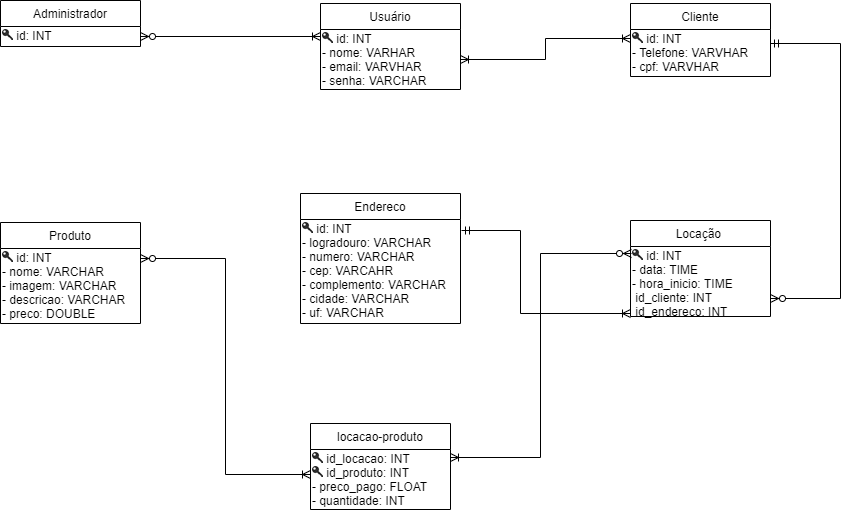 Administrador
id: INT
Usuário
id: INT
- nome: VARHAR
- email: VARVHAR
- senha: VARCHAR
Cliente
id: INT
- Telefone: VARVHAR
- cpf: VARVHAR
Produto
id: INT
- nome: VARCHAR
- imagem: VARCHAR
- descricao: VARCHAR
- preco: DOUBLE
Endereco
id: INT
- logradouro: VARCHAR
- numero: VARCHAR
- cep: VARCAHR
- complemento: VARCHAR
- cidade: VARCHAR
- uf: VARCHAR
Locação
id: INT
- data: TIME
- hora_inicio: TIME
id_cliente: INT
id_endereco: INT
locacao-produto
id_locacao: INT
id_produto: INT
- preco_pago: FLOAT
- quantidade: INT